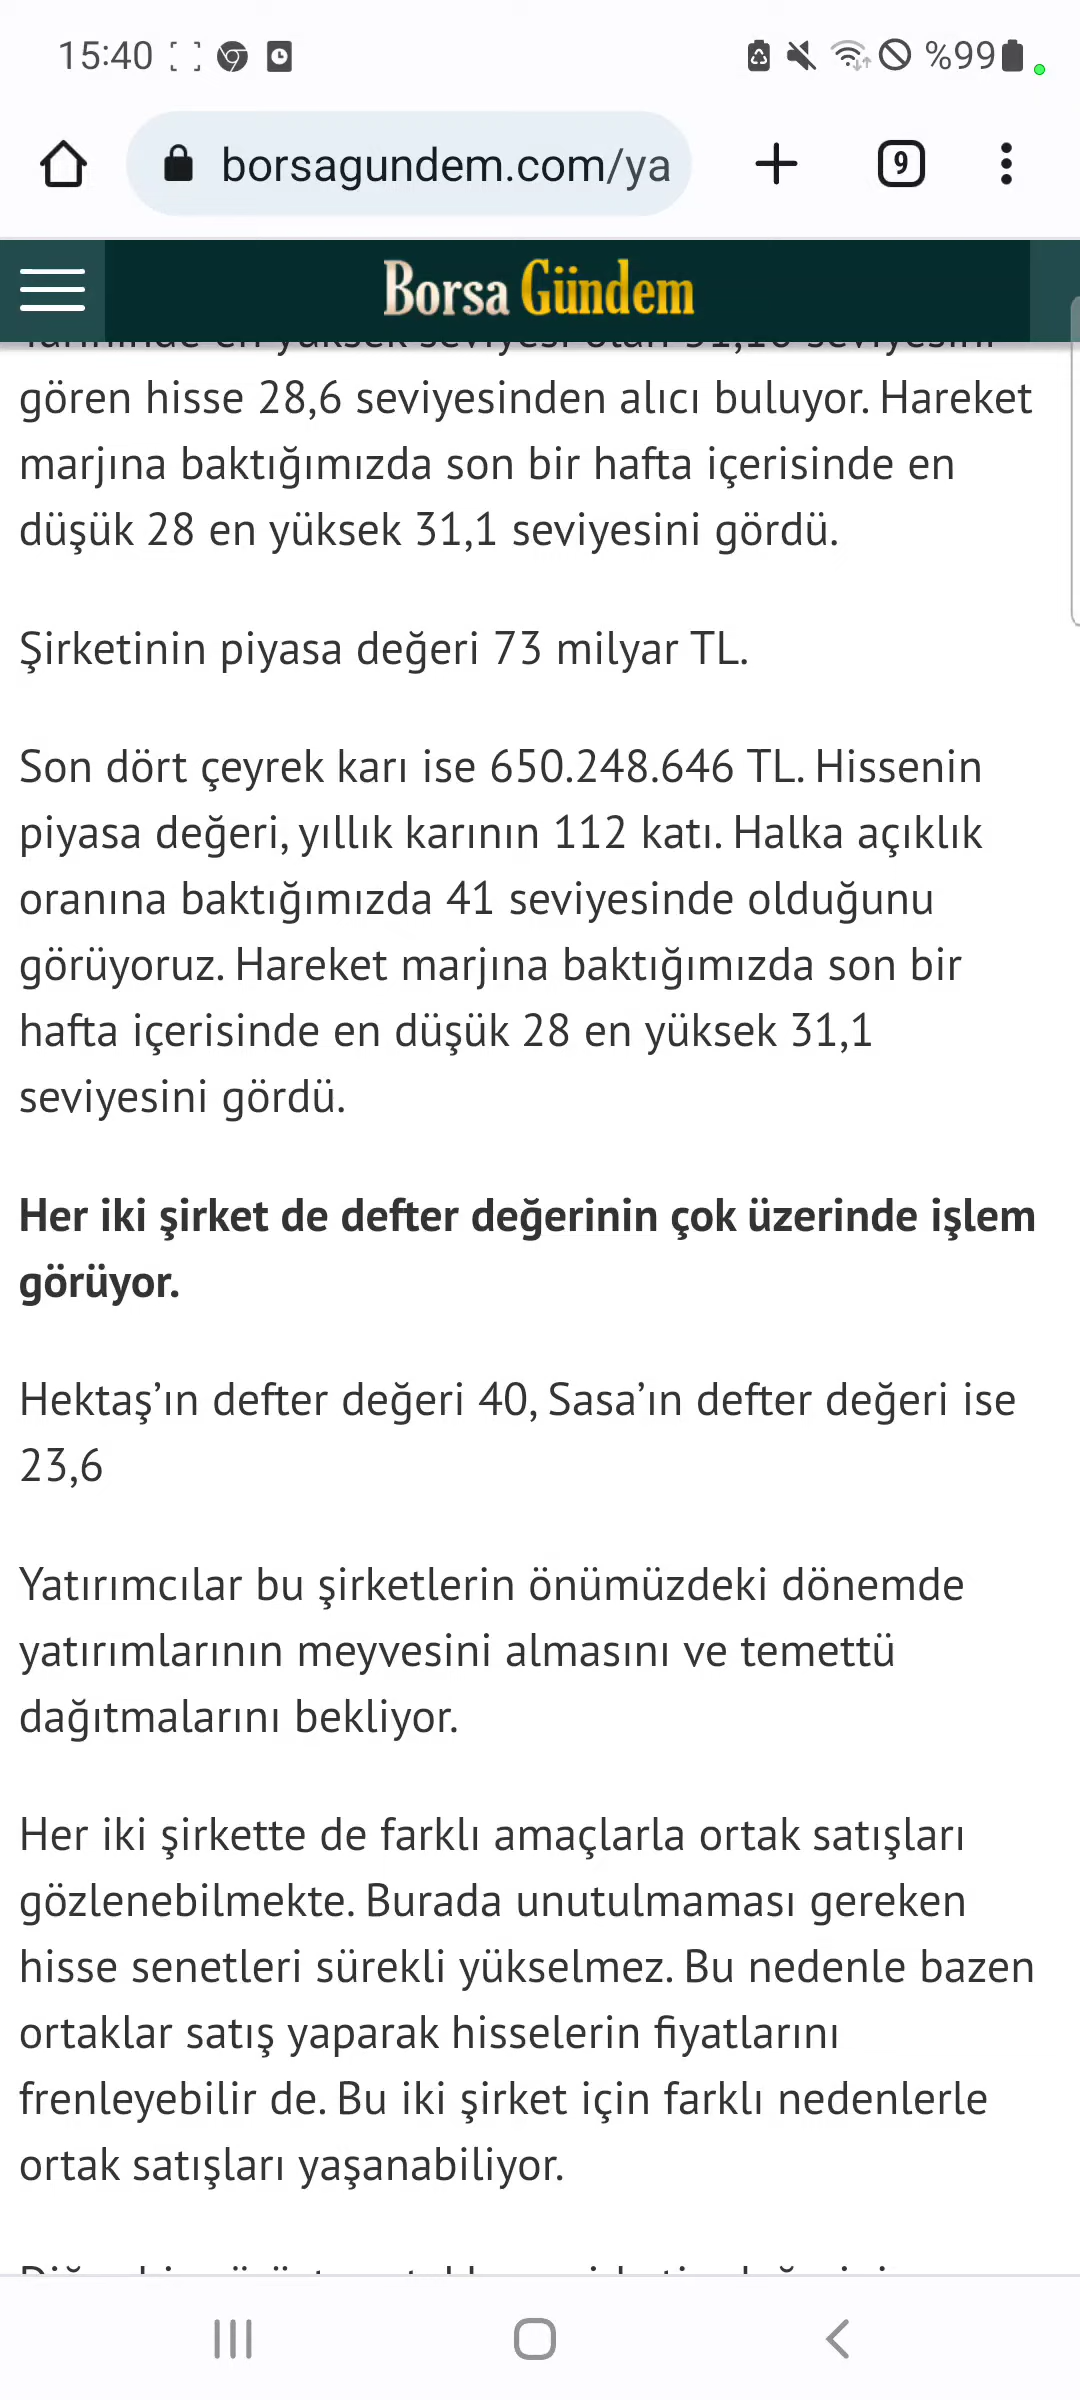 15:40 %99
borsagundem.com/ya 9
Borsa Gündem
gören hisse 28,6 seviyesinden alıcı buluyor. Hareket
marjına baktığımızda son bir hafta içerisinde en
düşük 28 en yüksek 31,1 seviyesini gördü.
Şirketinin piyasa değeri 73 milyar TL.
Son dört çeyrek karı ise 650.248.646 TL. Hissenin
piyasa değeri, yıllık karının 112 katı. Halka açıklık
oranına baktığımızda 41 seviyesinde olduğunu
görüyoruz. Hareket marjına baktığımızda son bir
hafta içerisinde en düşük 28 en yüksek 31,1
seviyesini gördü.
Her iki şirket de defter değerinin çok üzerinde işlem
görüyor.
Hektaş’ın defter değeri 40, Sasa’ın defter değeri ise
23,6
Yatırımcılar bu şirketlerin önümüzdeki dönemde
yatırımlarının meyvesini almasını ve temettü
dağıtmalarını bekliyor.
Her iki şirkette de farklı amaçlarla ortak satışları
gözlenebilmekte. Burada unutulmaması gereken
hisse senetleri sürekli yükselmez. Bu nedenle bazen
ortaklar satış yaparak hisselerin fiyatlarını
frenleyebilir de. Bu iki şirket için farklı nedenlerle
ortak satışları yaşanabiliyor.